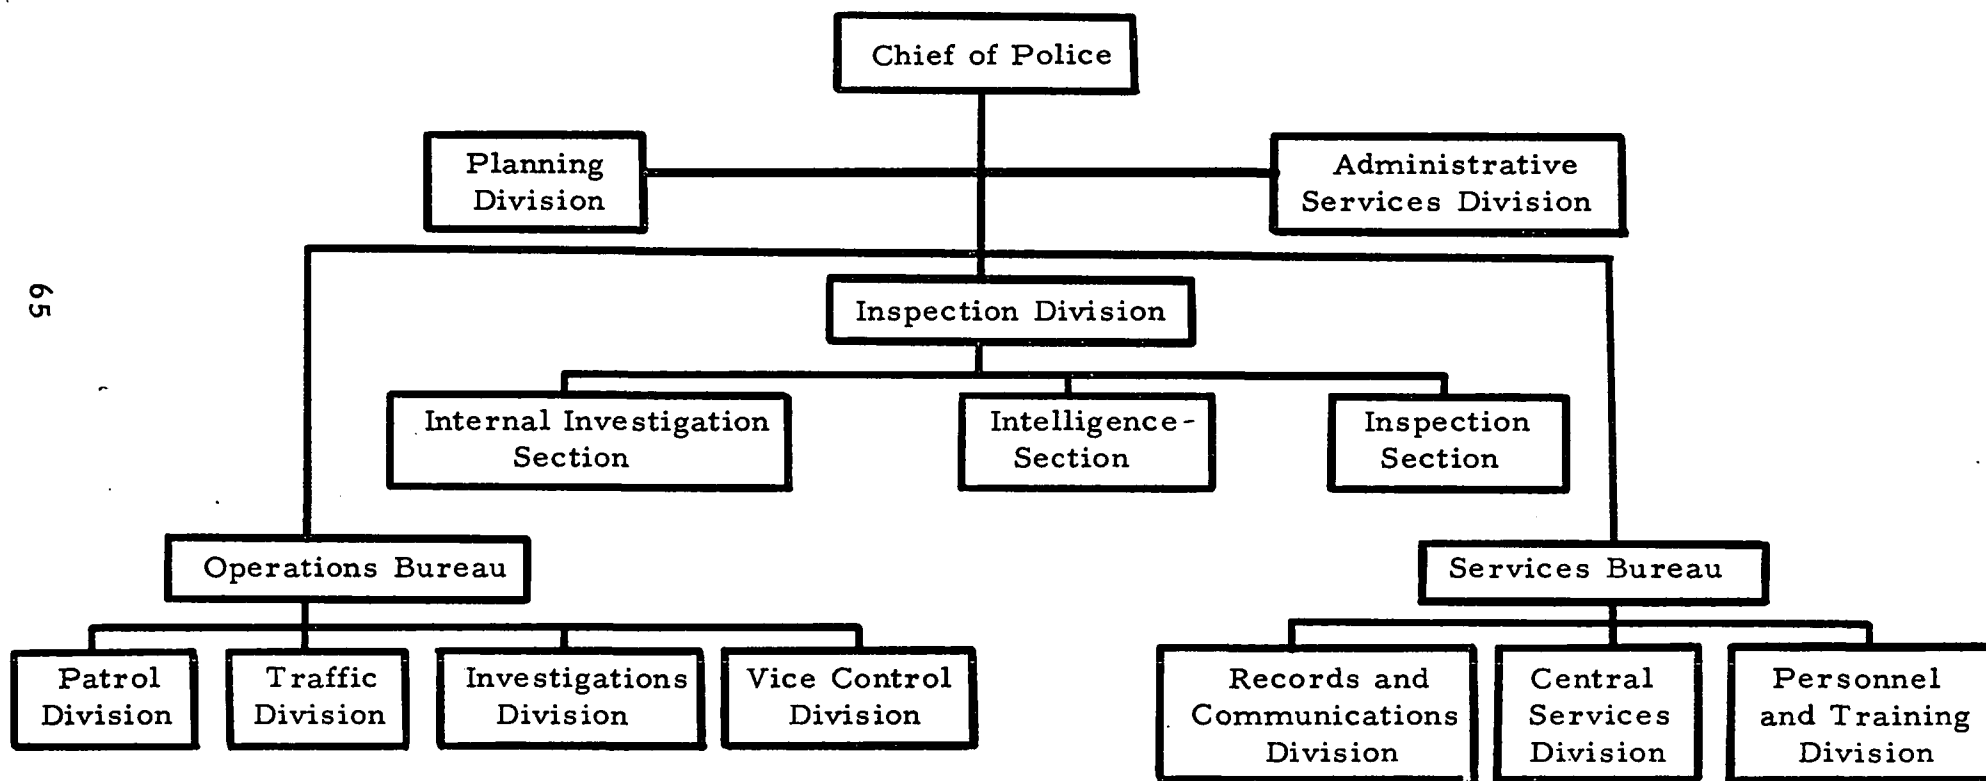 Chief of Police
Planning
Division
Administrative
Services Division
65
Inspection Division
Internal Investigation
Section
Intelligence-
Section
Inspection
Section
Operations Bureau
Services Bureau
Patrol
Division
Traffic
Division
Investigations
Division
Vice Control
Division
Records and
Communications
Division
Central
Services
Division
Personnel
and Training
Division